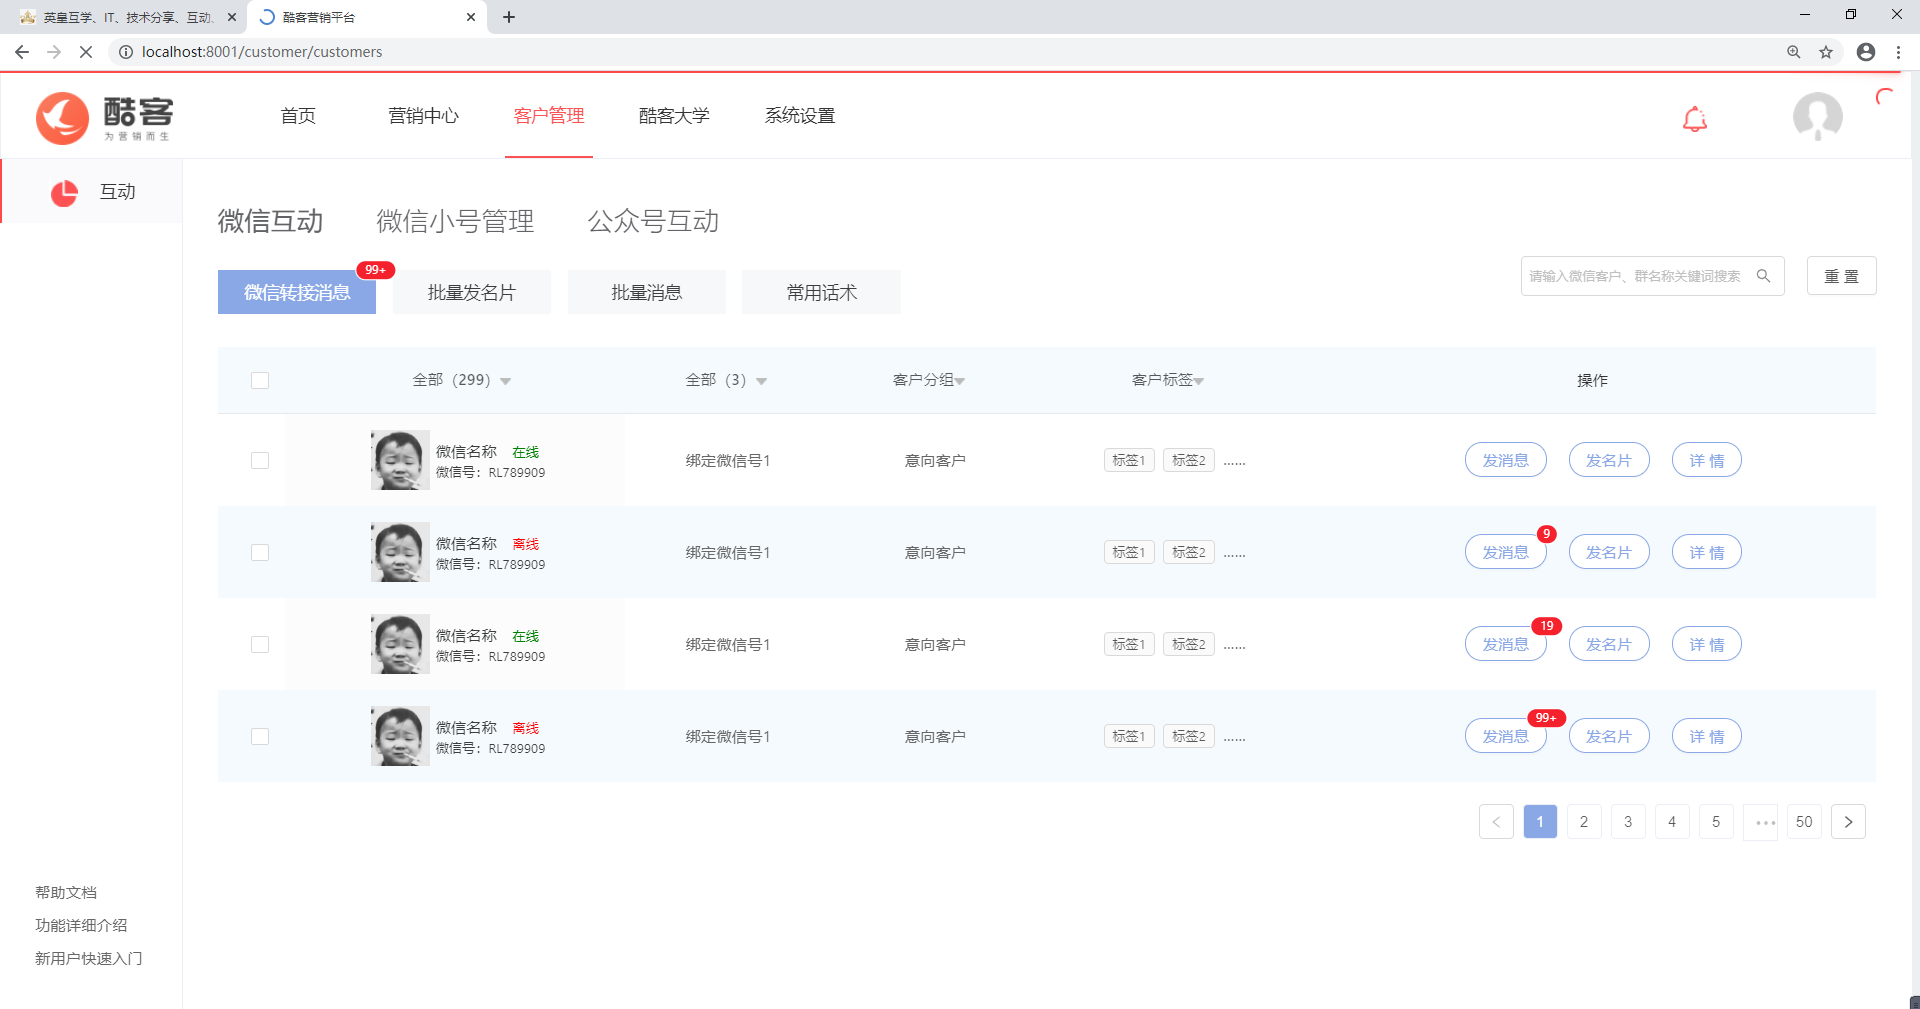 英皇互学、IT、技术分享、互动、
酷客营销平台
localhost:8001/customer/customers
酷客
为营销而生
首页
营销中心
客户管理
酷客大学
系统设置
互动
微信互动
微信小号管理
公众号互动
微信转接消息
99+
批量发名片
批量消息
常用话术
请输入微信客户、群名称关键词搜索
重 置
全部（299）
全部（3）
客户分组
客户标签
操作
微信名称 在线
微信号：RL789909
绑定微信号1
意向客户
标签1 标签2 ......
发消息
发名片
详 情
微信名称 离线
微信号：RL789909
绑定微信号1
意向客户
标签1 标签2 ......
发消息
9
发名片
详 情
微信名称 在线
微信号：RL789909
绑定微信号1
意向客户
标签1 标签2 ......
发消息
19
发名片
详 情
微信名称 离线
微信号：RL789909
绑定微信号1
意向客户
标签1 标签2 ......
发消息
99+
发名片
详 情
< 1 2 3 4 5 ••• 50 >
帮助文档
功能详细介绍
新用户快速入门